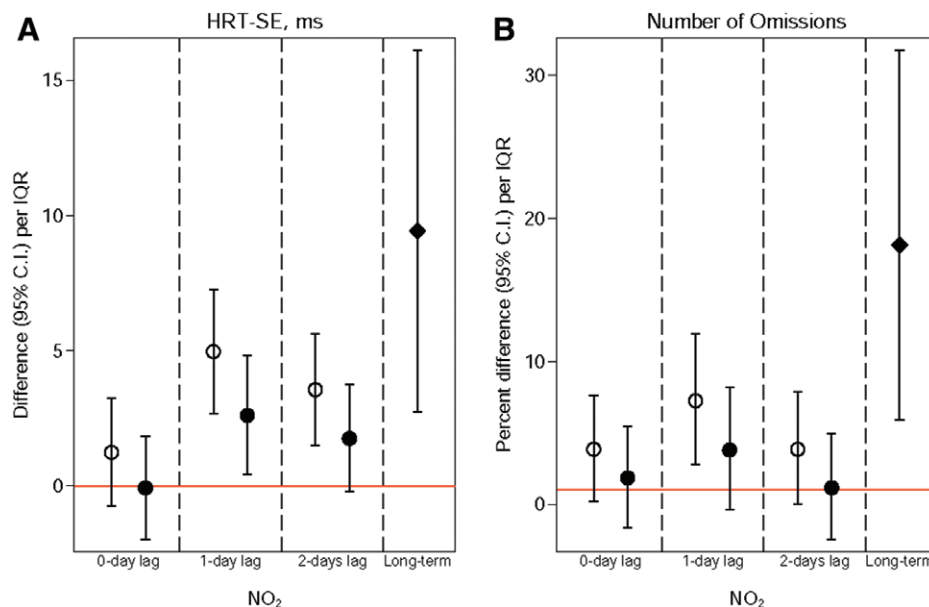 A
HRT-SE, ms
Difference (95% C.I.) per IQR
15
10
5
0
0-day lag 1-day lag 2-days lag Long-term
NO₂
B
Number of Omissions
Percent difference (95% C.I.) per IQR
30
20
10
0
0-day lag 1-day lag 2-days lag Long-term
NO₂